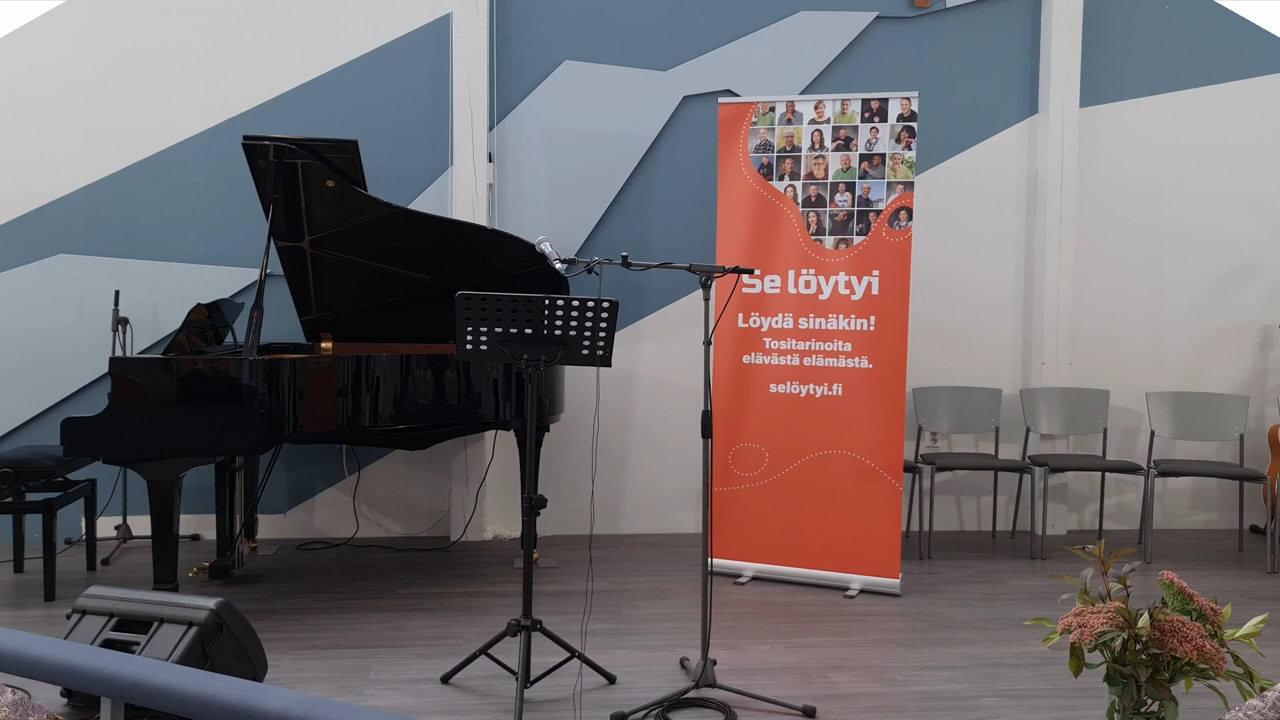 Se löytyi
Löydä sinäkin!
Tositarinoita
elävästä elämästä.
selöytyi.fi